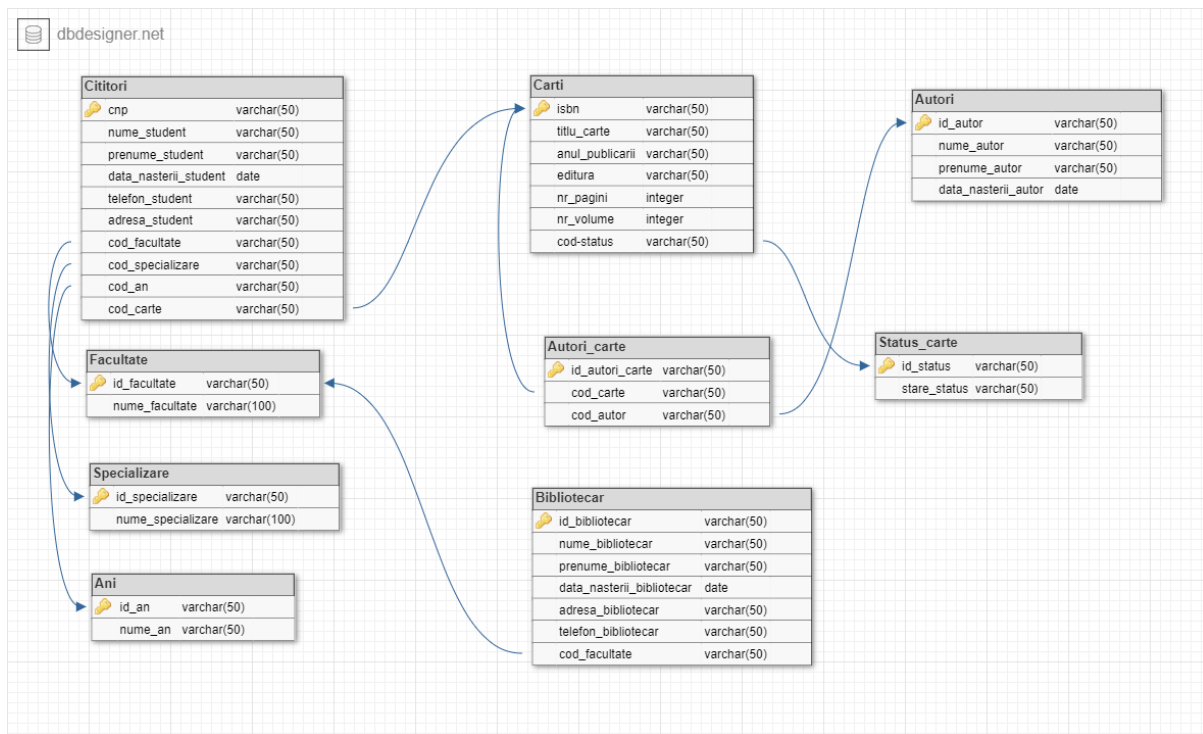 dbdesigner.net
Cititori
cnp varchar(50)
nume_student varchar(50)
prenume_student varchar(50)
data_nasterii_student date
telefon_student varchar(50)
adresa_student varchar(50)
cod_facultate varchar(50)
cod_specializare varchar(50)
cod_an varchar(50)
cod_carte varchar(50)
Facultate
id_facultate varchar(50)
nume_facultate varchar(100)
Specializare
id_specializare varchar(50)
nume_specializare varchar(100)
Ani
id_an varchar(50)
nume_an varchar(50)
Carti
isbn varchar(50)
titlu_carte varchar(50)
anul_publicarii varchar(50)
editura varchar(50)
nr_pagini integer
nr_volume integer
cod-status varchar(50)
Autori_carte
id_autori_carte varchar(50)
cod_carte varchar(50)
cod_autor varchar(50)
Bibliotecar
id_bibliotecar varchar(50)
nume_bibliotecar varchar(50)
prenume_bibliotecar varchar(50)
data_nasterii_bibliotecar date
adresa_bibliotecar varchar(50)
telefon_bibliotecar varchar(50)
cod_facultate varchar(50)
Autori
id_autor varchar(50)
nume_autor varchar(50)
prenume_autor varchar(50)
data_nasterii_autor date
Status_carte
id_status varchar(50)
stare_status varchar(50)